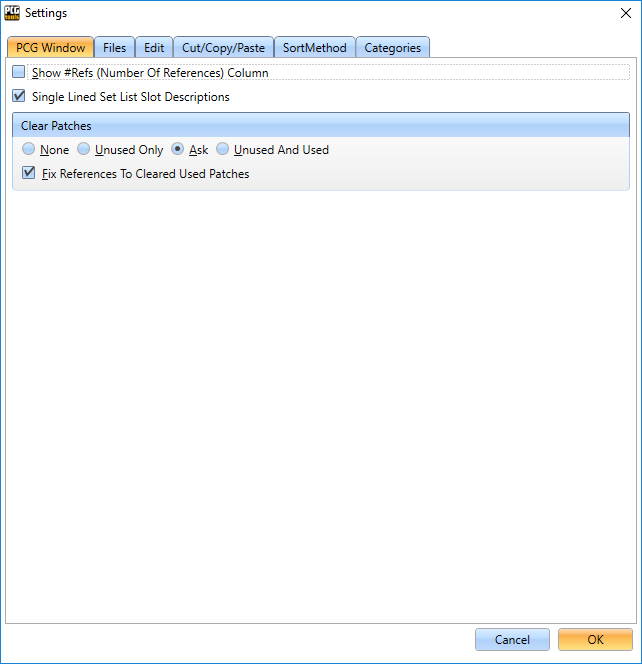 PCG
TOOLS
Settings
PCG Window Files Edit Cut/Copy/Paste SortMethod Categories
Show #Refs (Number Of References) Column
Single Lined Set List Slot Descriptions
Clear Patches
None Unused Only Ask Unused And Used
Fix References To Cleared Used Patches
Cancel OK